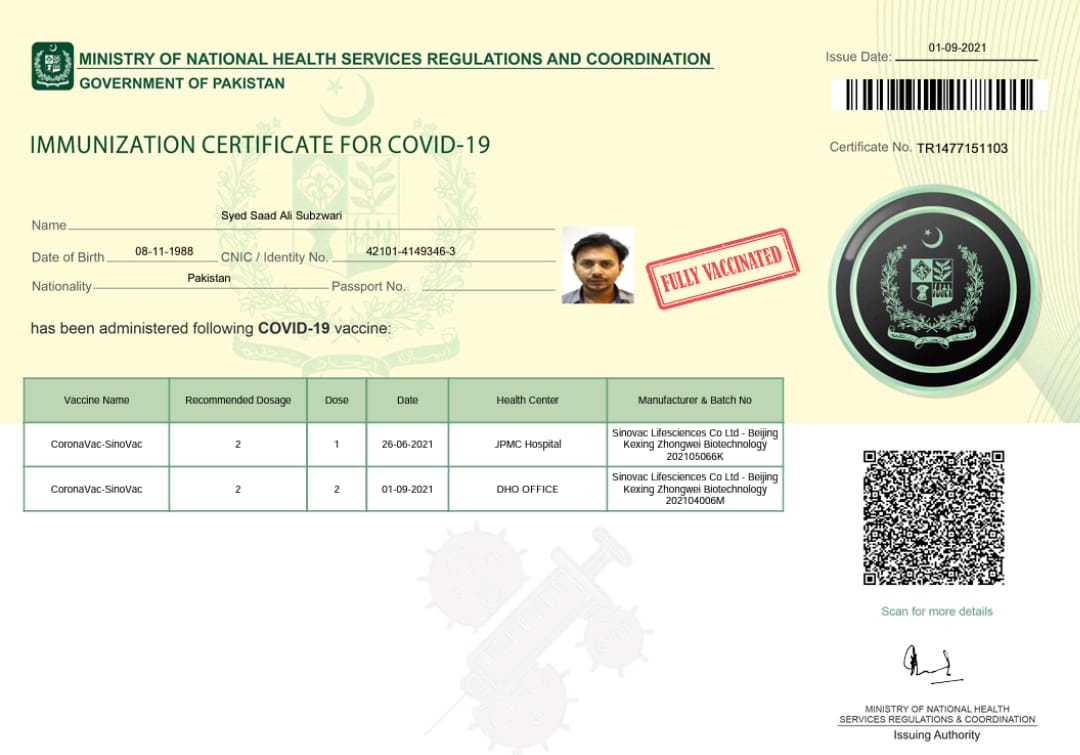 MINISTRY OF NATIONAL HEALTH SERVICES REGULATIONS AND COORDINATION
GOVERNMENT OF PAKISTAN
Issue Date: 01-09-2021
IMMUNIZATION CERTIFICATE FOR COVID-19
Certificate No. TR1477151103
Name Syed Saad Ali Subzwari
Date of Birth 08-11-1988 CNIC / Identity No. 42101-4149346-3
Nationality Pakistan Passport No.
FULLY VACCINATED
has been administered following COVID-19 vaccine:
Vaccine Name Recommended Dosage Dose Date Health Center Manufacturer & Batch No
CoronaVac-SinoVac 2 1 26-06-2021 JPMC Hospital Sinovac Lifesciences Co Ltd - Beijing
Kexing Zhongwei Biotechnology
202105066K
CoronaVac-SinoVac 2 2 01-09-2021 DHO OFFICE Sinovac Lifesciences Co Ltd - Beijing
Kexing Zhongwei Biotechnology
202104006M
Scan for more details
MINISTRY OF NATIONAL HEALTH
SERVICES REGULATIONS & COORDINATION
Issuing Authority